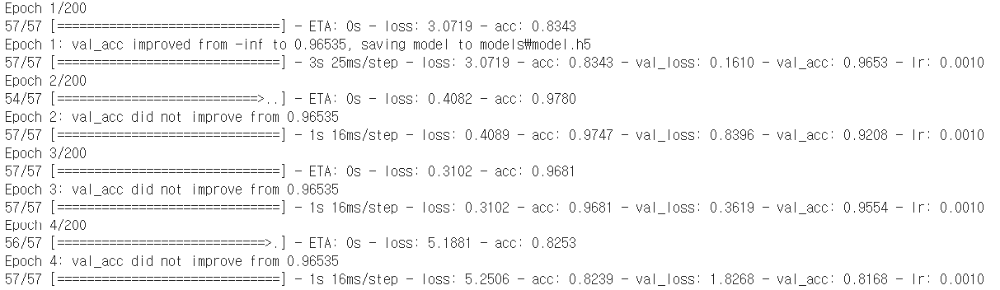 Epoch 1/200
57/57 [==============================] - ETA: 0s - loss: 3.0719 - acc: 0.8343
Epoch 1: val_acc improved from -inf to 0.96535, saving model to models₩model.h5
57/57 [==============================] - 3s 25ms/step - loss: 3.0719 - acc: 0.8343 - val_loss: 0.1610 - val_acc: 0.9653 - lr: 0.0010
Epoch 2/200
54/57 [===========================>..] - ETA: 0s - loss: 0.4082 - acc: 0.9780
Epoch 2: val_acc did not improve from 0.96535
57/57 [==============================] - 1s 16ms/step - loss: 0.4089 - acc: 0.9747 - val_loss: 0.8396 - val_acc: 0.9208 - lr: 0.0010
Epoch 3/200
57/57 [==============================] - ETA: 0s - loss: 0.3102 - acc: 0.9681
Epoch 3: val_acc did not improve from 0.96535
57/57 [==============================] - 1s 16ms/step - loss: 0.3102 - acc: 0.9681 - val_loss: 0.3619 - val_acc: 0.9554 - lr: 0.0010
Epoch 4/200
56/57 [============================>.] - ETA: 0s - loss: 5.1881 - acc: 0.8253
Epoch 4: val_acc did not improve from 0.96535
57/57 [==============================] - 1s 16ms/step - loss: 5.2506 - acc: 0.8239 - val_loss: 1.8268 - val_acc: 0.8168 - lr: 0.0010